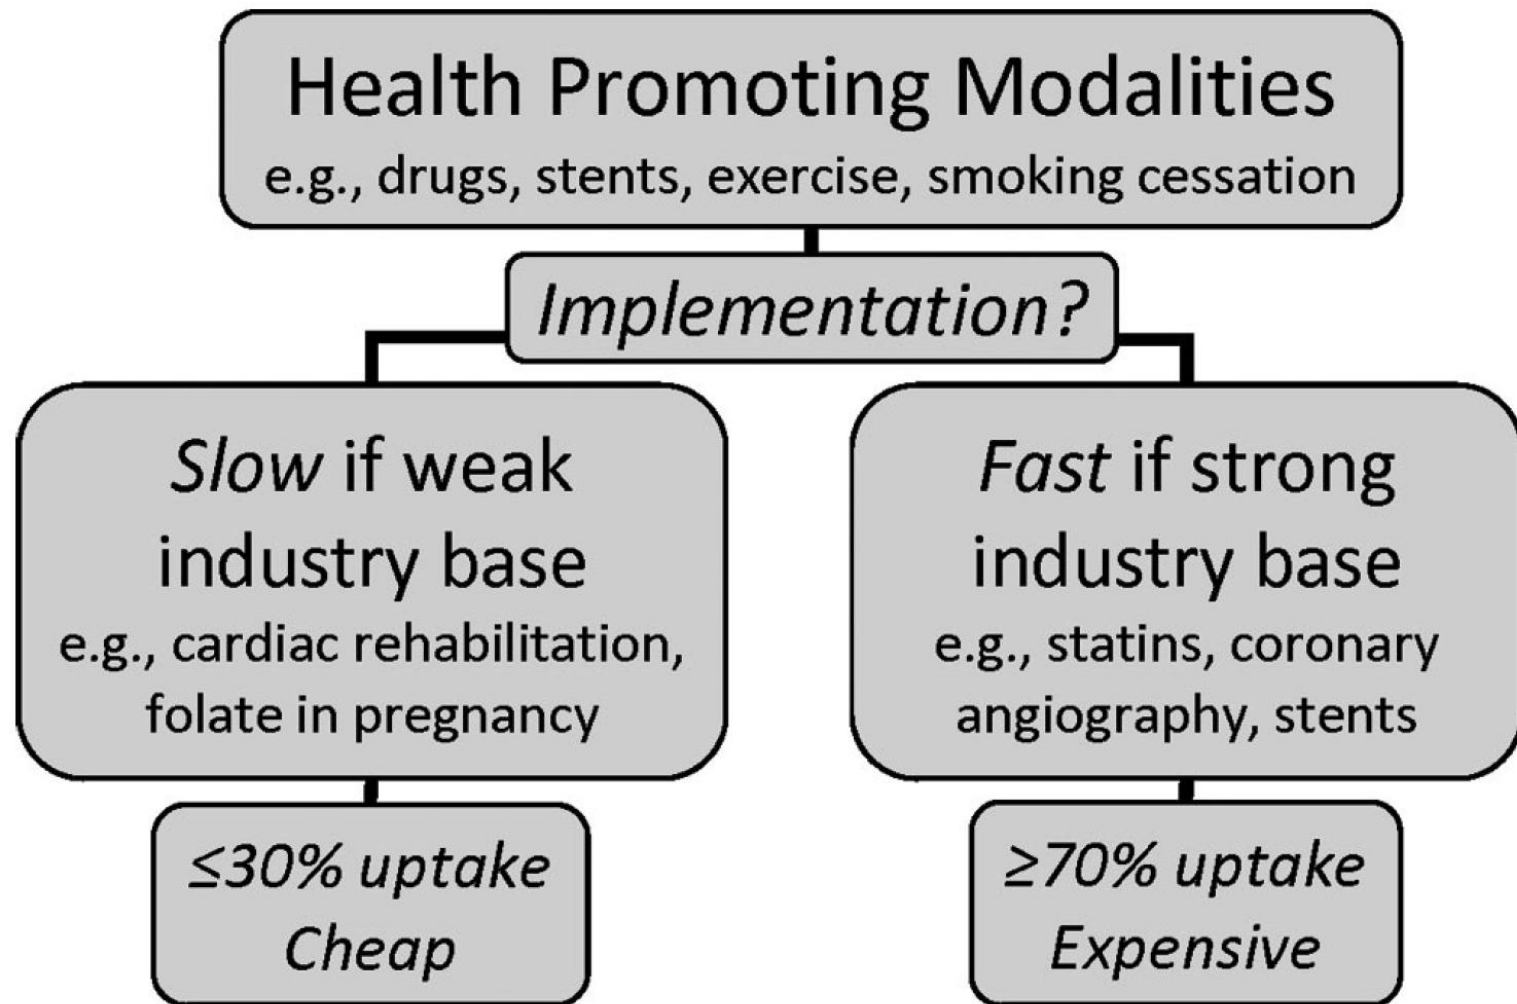 Health Promoting Modalities
e.g., drugs, stents, exercise, smoking cessation
Implementation?
Slow if weak
industry base
e.g., cardiac rehabilitation,
folate in pregnancy
Fast if strong
industry base
e.g., statins, coronary
angiography, stents
≤30% uptake
Cheap
≥70% uptake
Expensive